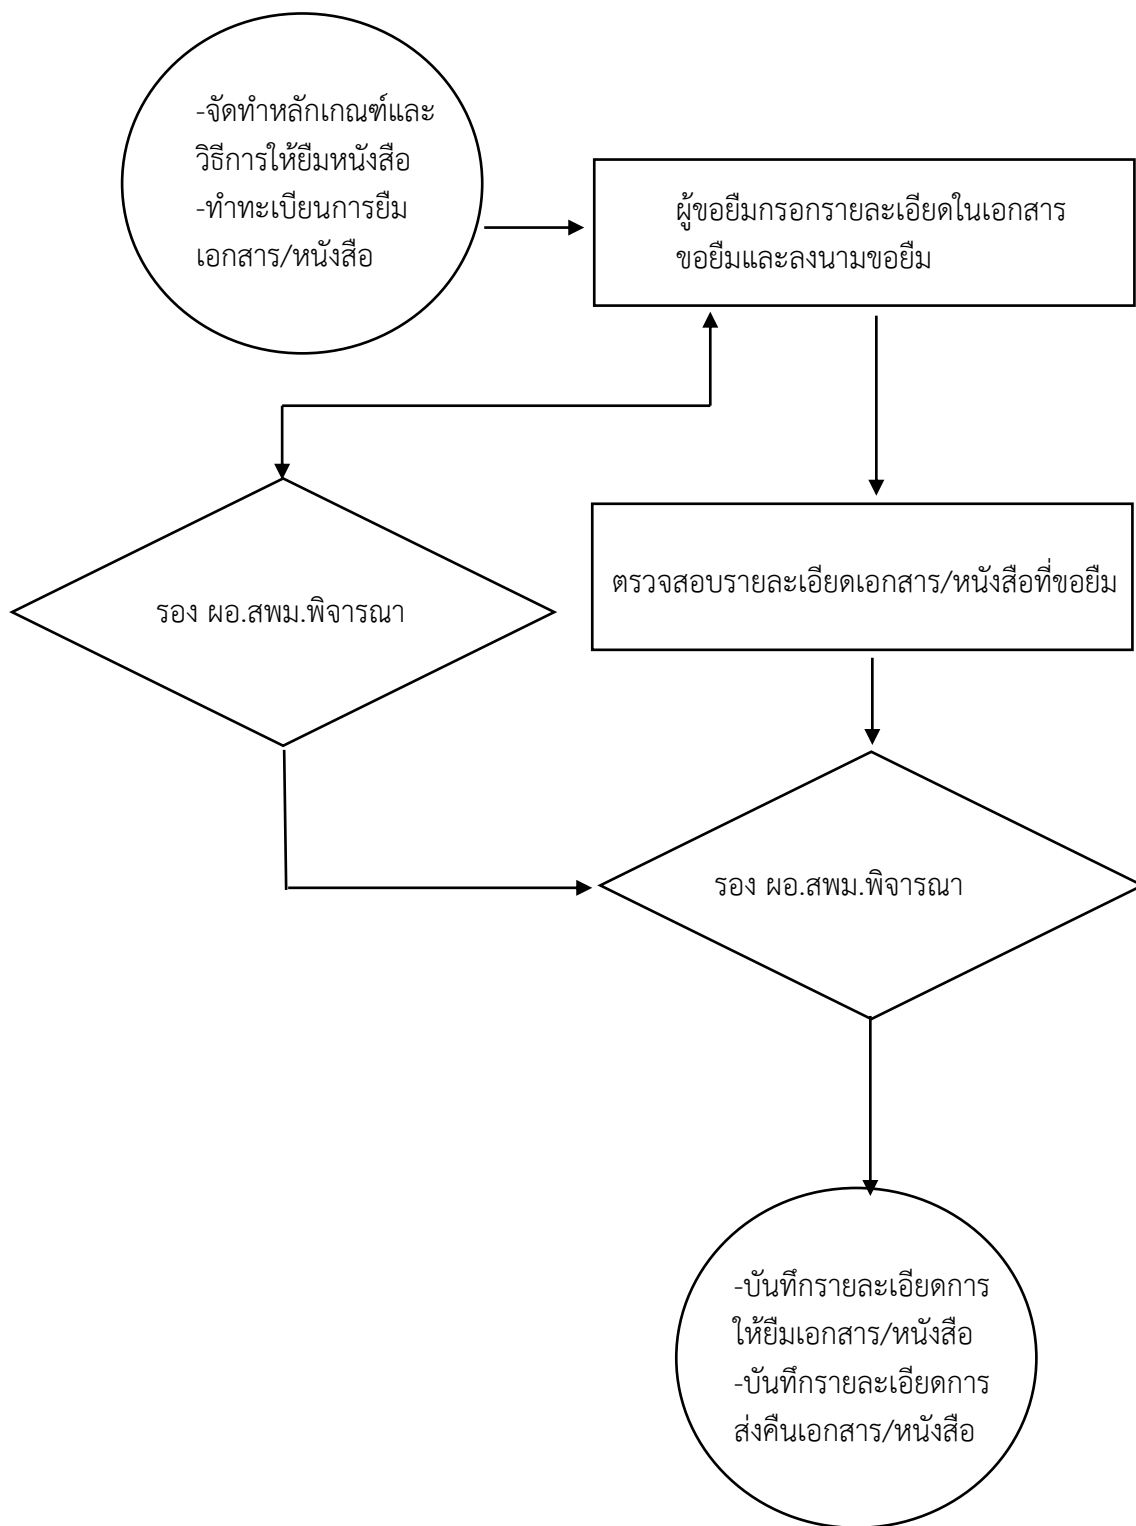 -จัดทำหลักเกณฑ์และ
วิธีการให้ยืมหนังสือ
-ทำทะเบียนการยืม
เอกสาร/หนังสือ
ผู้ขอยืมกรอกรายละเอียดในเอกสาร
ขอยืมและลงนามขอยืม
รอง ผอ.สพม.พิจารณา
ตรวจสอบรายละเอียดเอกสาร/หนังสือที่ขอยืม
รอง ผอ.สพม.พิจารณา
-บันทึกรายละเอียดการ
ให้ยืมเอกสาร/หนังสือ
-บันทึกรายละเอียดการ
ส่งคืนเอกสาร/หนังสือ